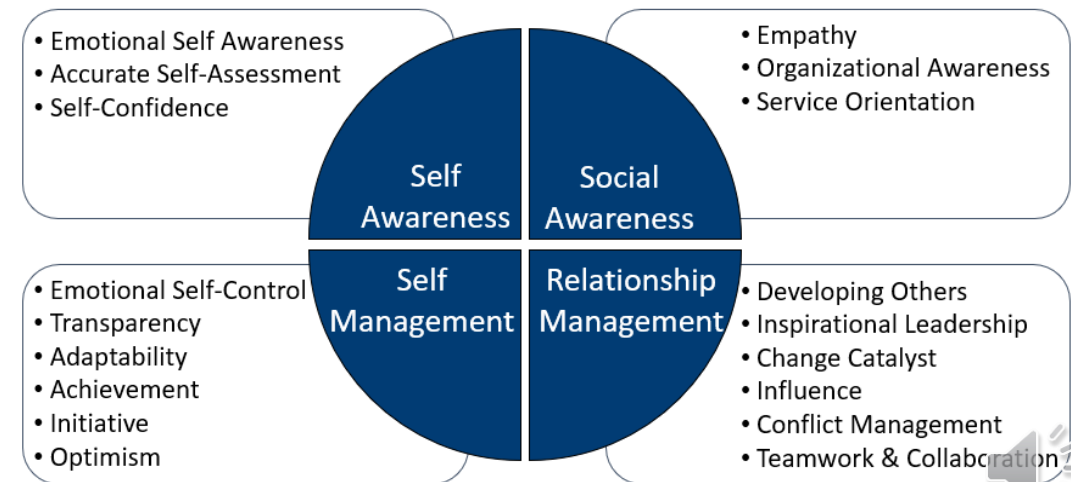 • Emotional Self Awareness
• Accurate Self-Assessment
• Self-Confidence
• Empathy
• Organizational Awareness
• Service Orientation
Self
Awareness
Social
Awareness
Self
Management
Relationship
Management
• Emotional Self-Control
• Transparency
• Adaptability
• Achievement
• Initiative
• Optimism
• Developing Others
• Inspirational Leadership
• Change Catalyst
• Influence
• Conflict Management
• Teamwork & Collaboration